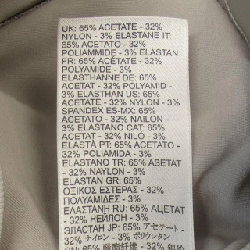 UK: 65% ACETATE - 32%
NYLON - 3% ELASTANE IT:
65% ACETATO - 32%
POLIAMMIDE - 3% ELASTAN
FR: 65% ACETATE - 32%
POLYAMIDE - 3%
ELASTHANNE DE: 65%
ACETAT - 32% POLYAMID -
3% ELASTHAN US: 65%
ACETATE - 32% NYLON - 3%
SPANDEX ES-MX: 65%
ACETATO - 32% NAILON -
3% ELASTANO CAT: 65%
ACETAT - 32% NILO - 3%
ELASTÀ PT: 65% ACETATO -
32% POLIAMIDA - 3%
ELASTANO TR: 65% ASETAT
- 32% NAYLON - 3%
ELASTAN GR: 65%
ΟΞΙΚΟΣ ΕΣΤΕΡΑΣ - 32%
ΠΟΛΥΑΜΙΔΕΣ - 3%
ΕΛΑΣΤΑΝΗ RU: 65% АЦЕТАТ
- 32% НЕЙЛОН - 3%
ЭЛАСТАН JP: 65% アセテート -
32% ナイロン - 3% ポリウレタン
65%